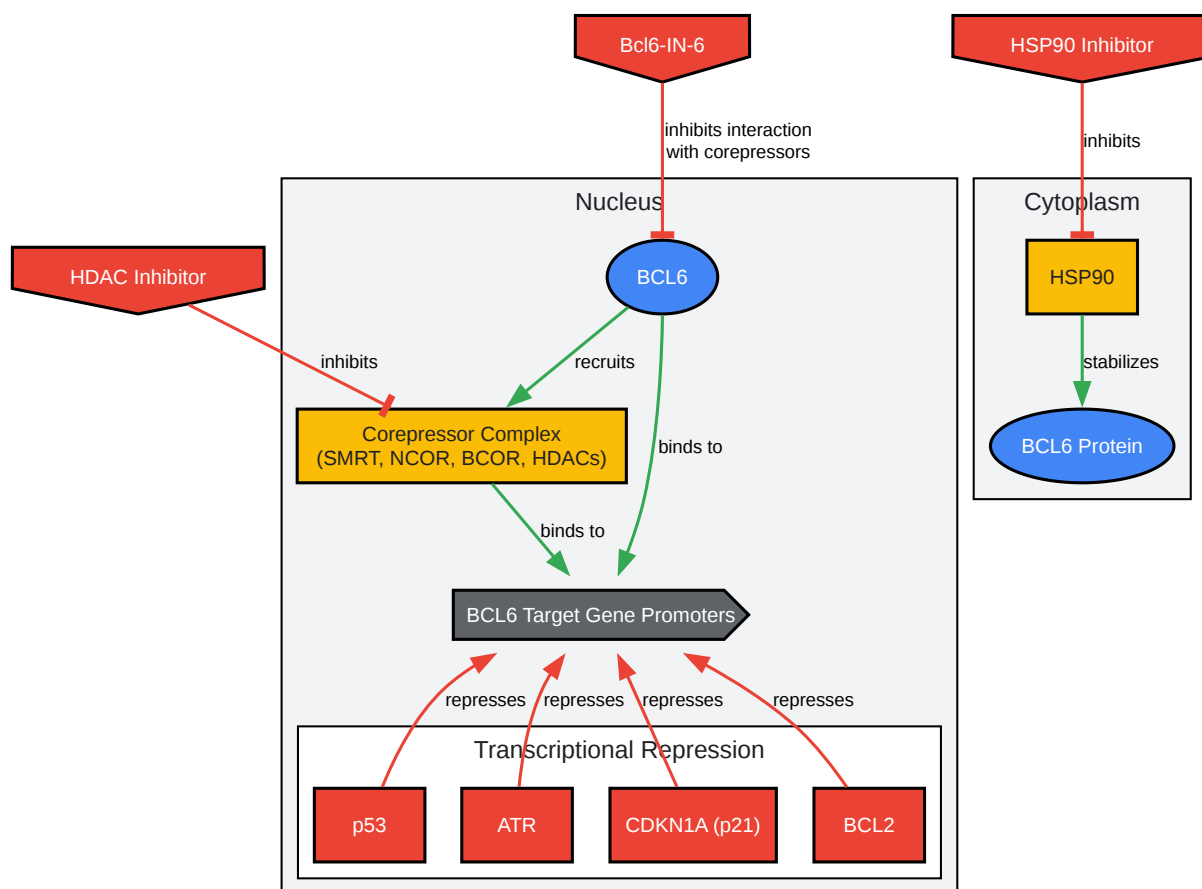 Bcl6-IN-6
HSP90 Inhibitor
inhibits interaction
with corepressors
inhibits
Nucleus
Cytoplasm
HDAC Inhibitor
BCL6
HSP90
inhibits
recruits
stabilizes
Corepressor Complex
(SMRT, NCOR, BCOR, HDACs)
binds to
BCL6 Protein
binds to
BCL6 Target Gene Promoters
represses
represses
represses
represses
Transcriptional Repression
p53
ATR
CDKN1A (p21)
BCL2